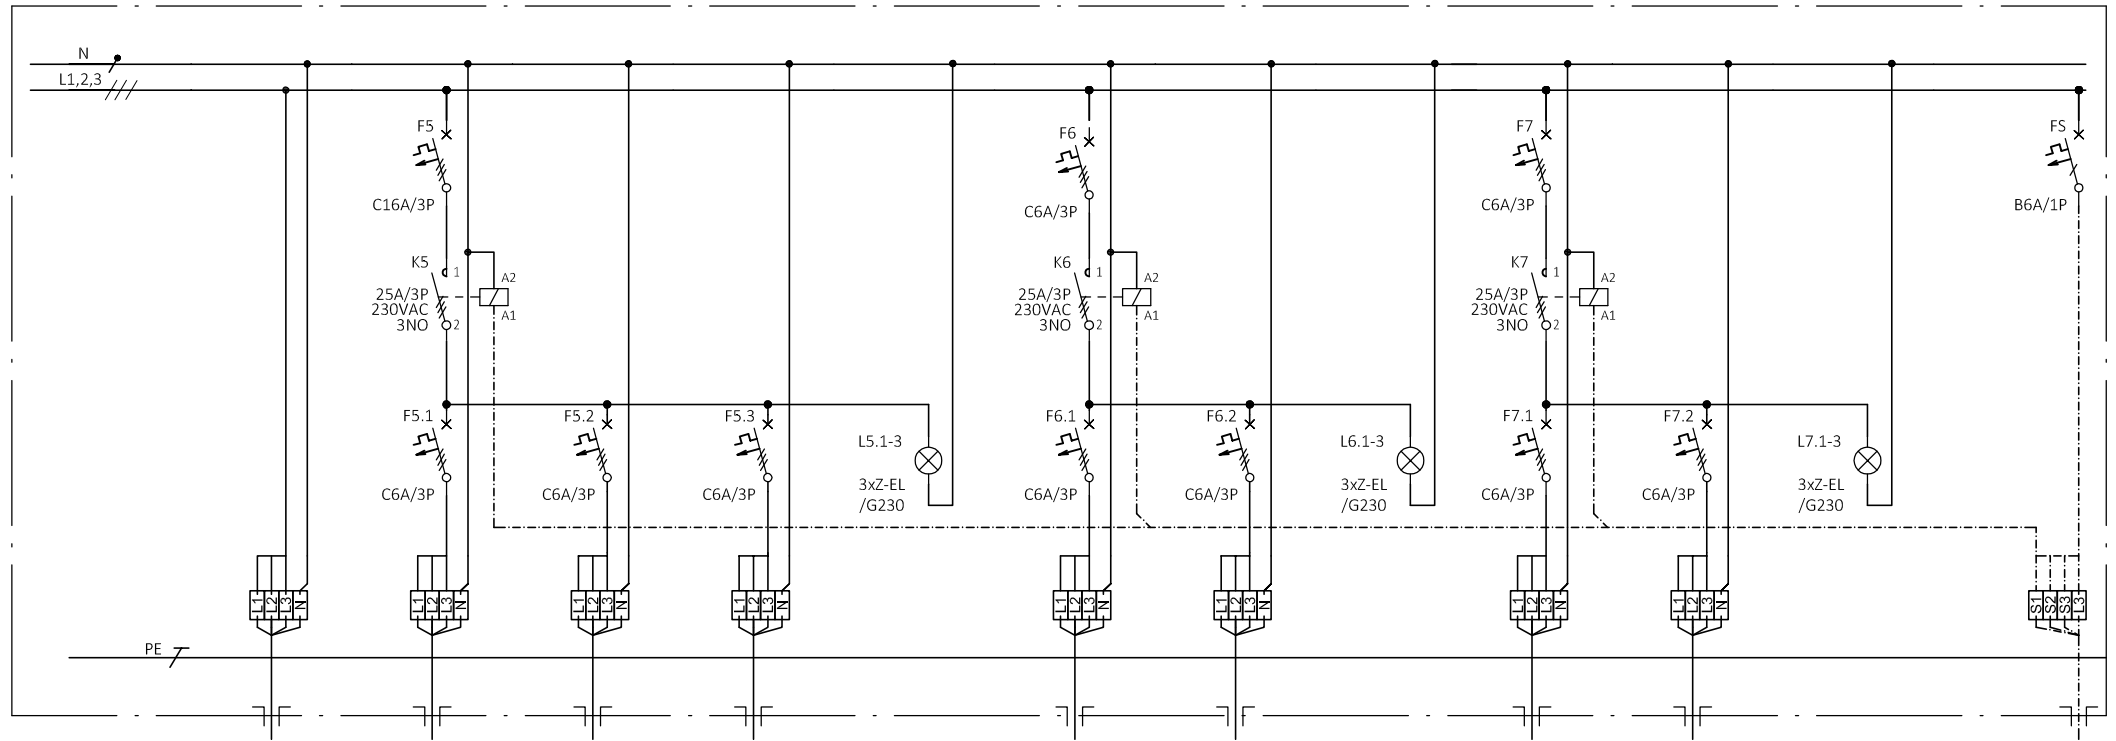 N
L1,2,3
F5
F6
F7
FS
C16A/3P
C6A/3P
C6A/3P
B6A/1P
K5
1
A2
25A/3P
230VAC
3NO
2
A1
K6
1
A2
25A/3P
230VAC
3NO
2
A1
K7
1
A2
25A/3P
230VAC
3NO
2
A1
F5.1
F5.2
F5.3
F6.1
F6.2
F7.1
F7.2
L5.1-3
L6.1-3
L7.1-3
C6A/3P
C6A/3P
C6A/3P
3xZ-EL
/G230
C6A/3P
C6A/3P
3xZ-EL
/G230
C6A/3P
C6A/3P
3xZ-EL
/G230
L1 L2 L3 N
L1 L2 L3 N
L1 L2 L3 N
L1 L2 L3 N
L1 L2 L3 N
L1 L2 L3 N
L1 L2 L3 N
L1 L2 L3 N
S1 S2 S3 L3
PE